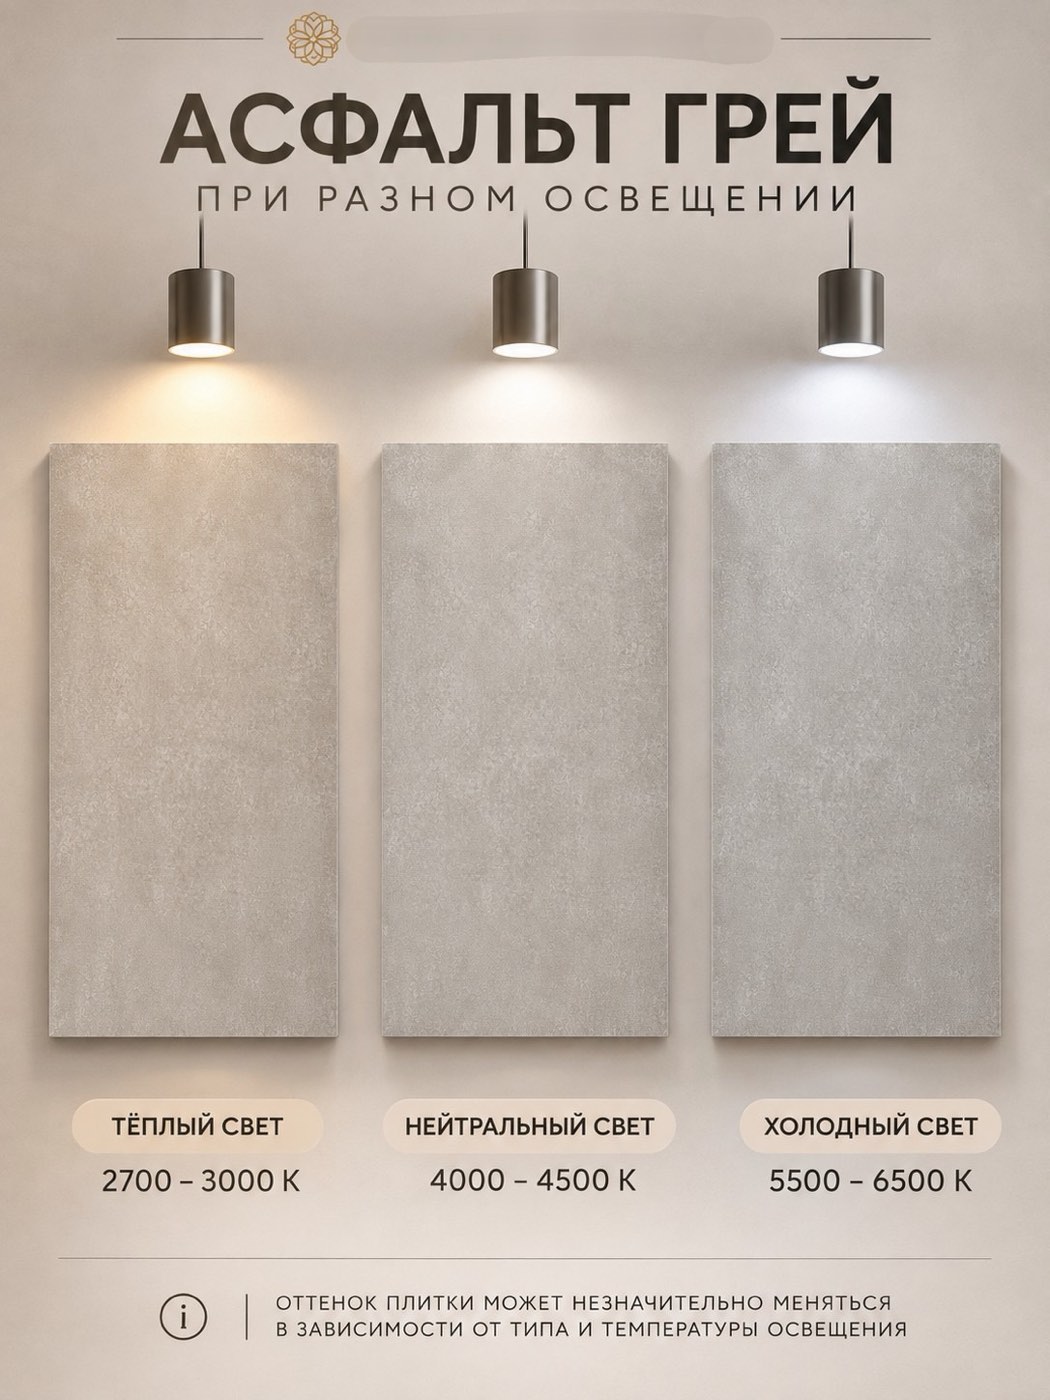 АСФАЛЬТ ГРЕЙ
ПРИ РАЗНОМ ОСВЕЩЕНИИ
ТЁПЛЫЙ СВЕТ
2700 – 3000 К
НЕЙТРАЛЬНЫЙ СВЕТ
4000 – 4500 К
ХОЛОДНЫЙ СВЕТ
5500 – 6500 К
i
ОТТЕНОК ПЛИТКИ МОЖЕТ НЕЗНАЧИТЕЛЬНО МЕНЯТЬСЯ
В ЗАВИСИМОСТИ ОТ ТИПА И ТЕМПЕРАТУРЫ ОСВЕЩЕНИЯ